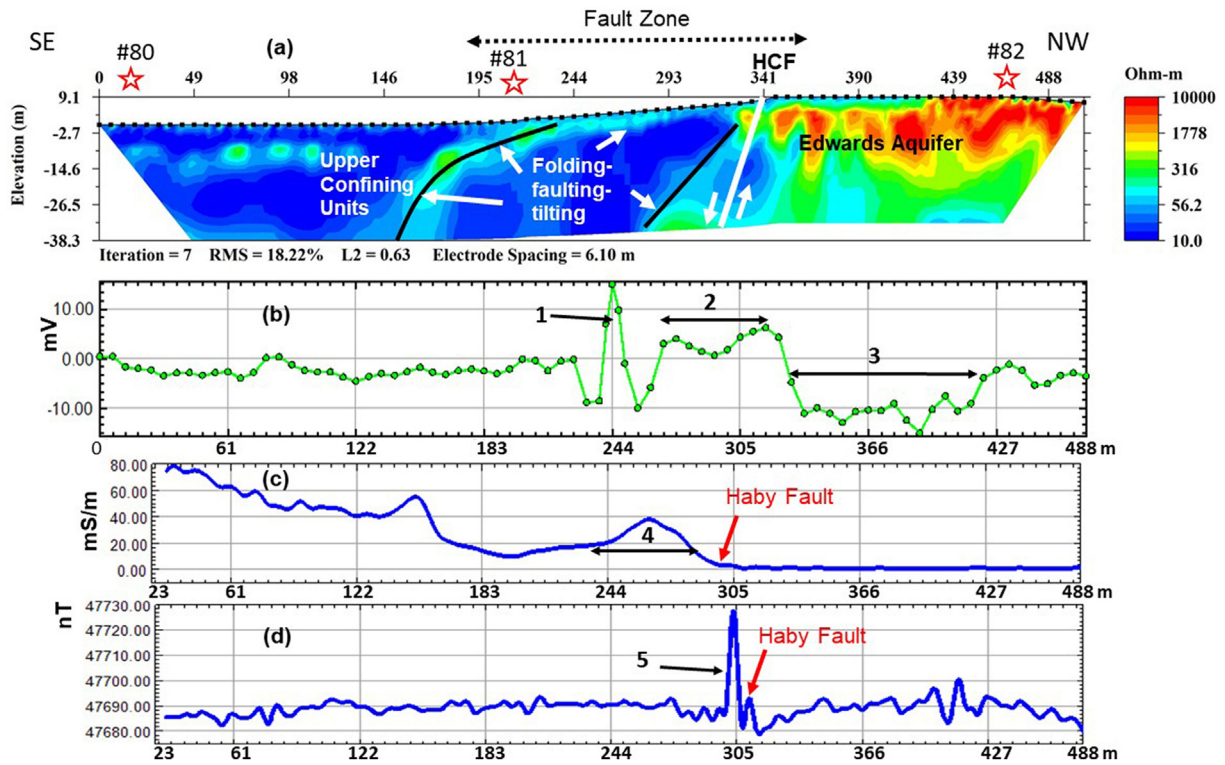 Fault Zone
SE
(a)
#80
#81
HCF
#82
NW
0 49 98 146 195 244 293 341 390 439 488
Ohm-m
Elevation (m)
9.1
-2.7
-14.6
-26.5
-38.3
Upper
Confining
Units
Folding-
faulting-
tilting
Edwards Aquifer
10000
1778
316
56.2
10.0
Iteration = 7 RMS = 18.22% L2 = 0.63 Electrode Spacing = 6.10 m
(b)
mV
10.00
0.00
-10.00
1
2
3
0 61 122 183 244 305 366 427 488 m
(c)
mS/m
80.00
60.00
40.00
20.00
0.00
4
Haby Fault
23 61 122 183 244 305 366 427 488 m
(d)
nT
47730.00
47720.00
47710.00
47700.00
47690.00
47680.00
5
Haby Fault
23 61 122 183 244 305 366 427 488 m